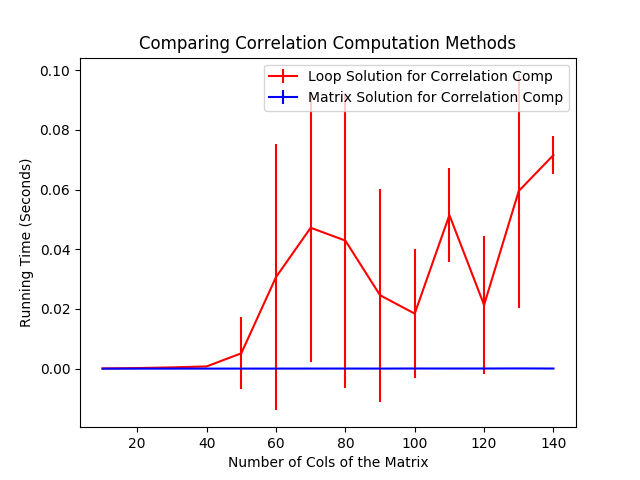 Comparing Correlation Computation Methods
Loop Solution for Correlation Comp
Matrix Solution for Correlation Comp
0.10
0.08
0.06
0.04
0.02
0.00
Running Time (Seconds)
20 40 60 80 100 120 140
Number of Cols of the Matrix